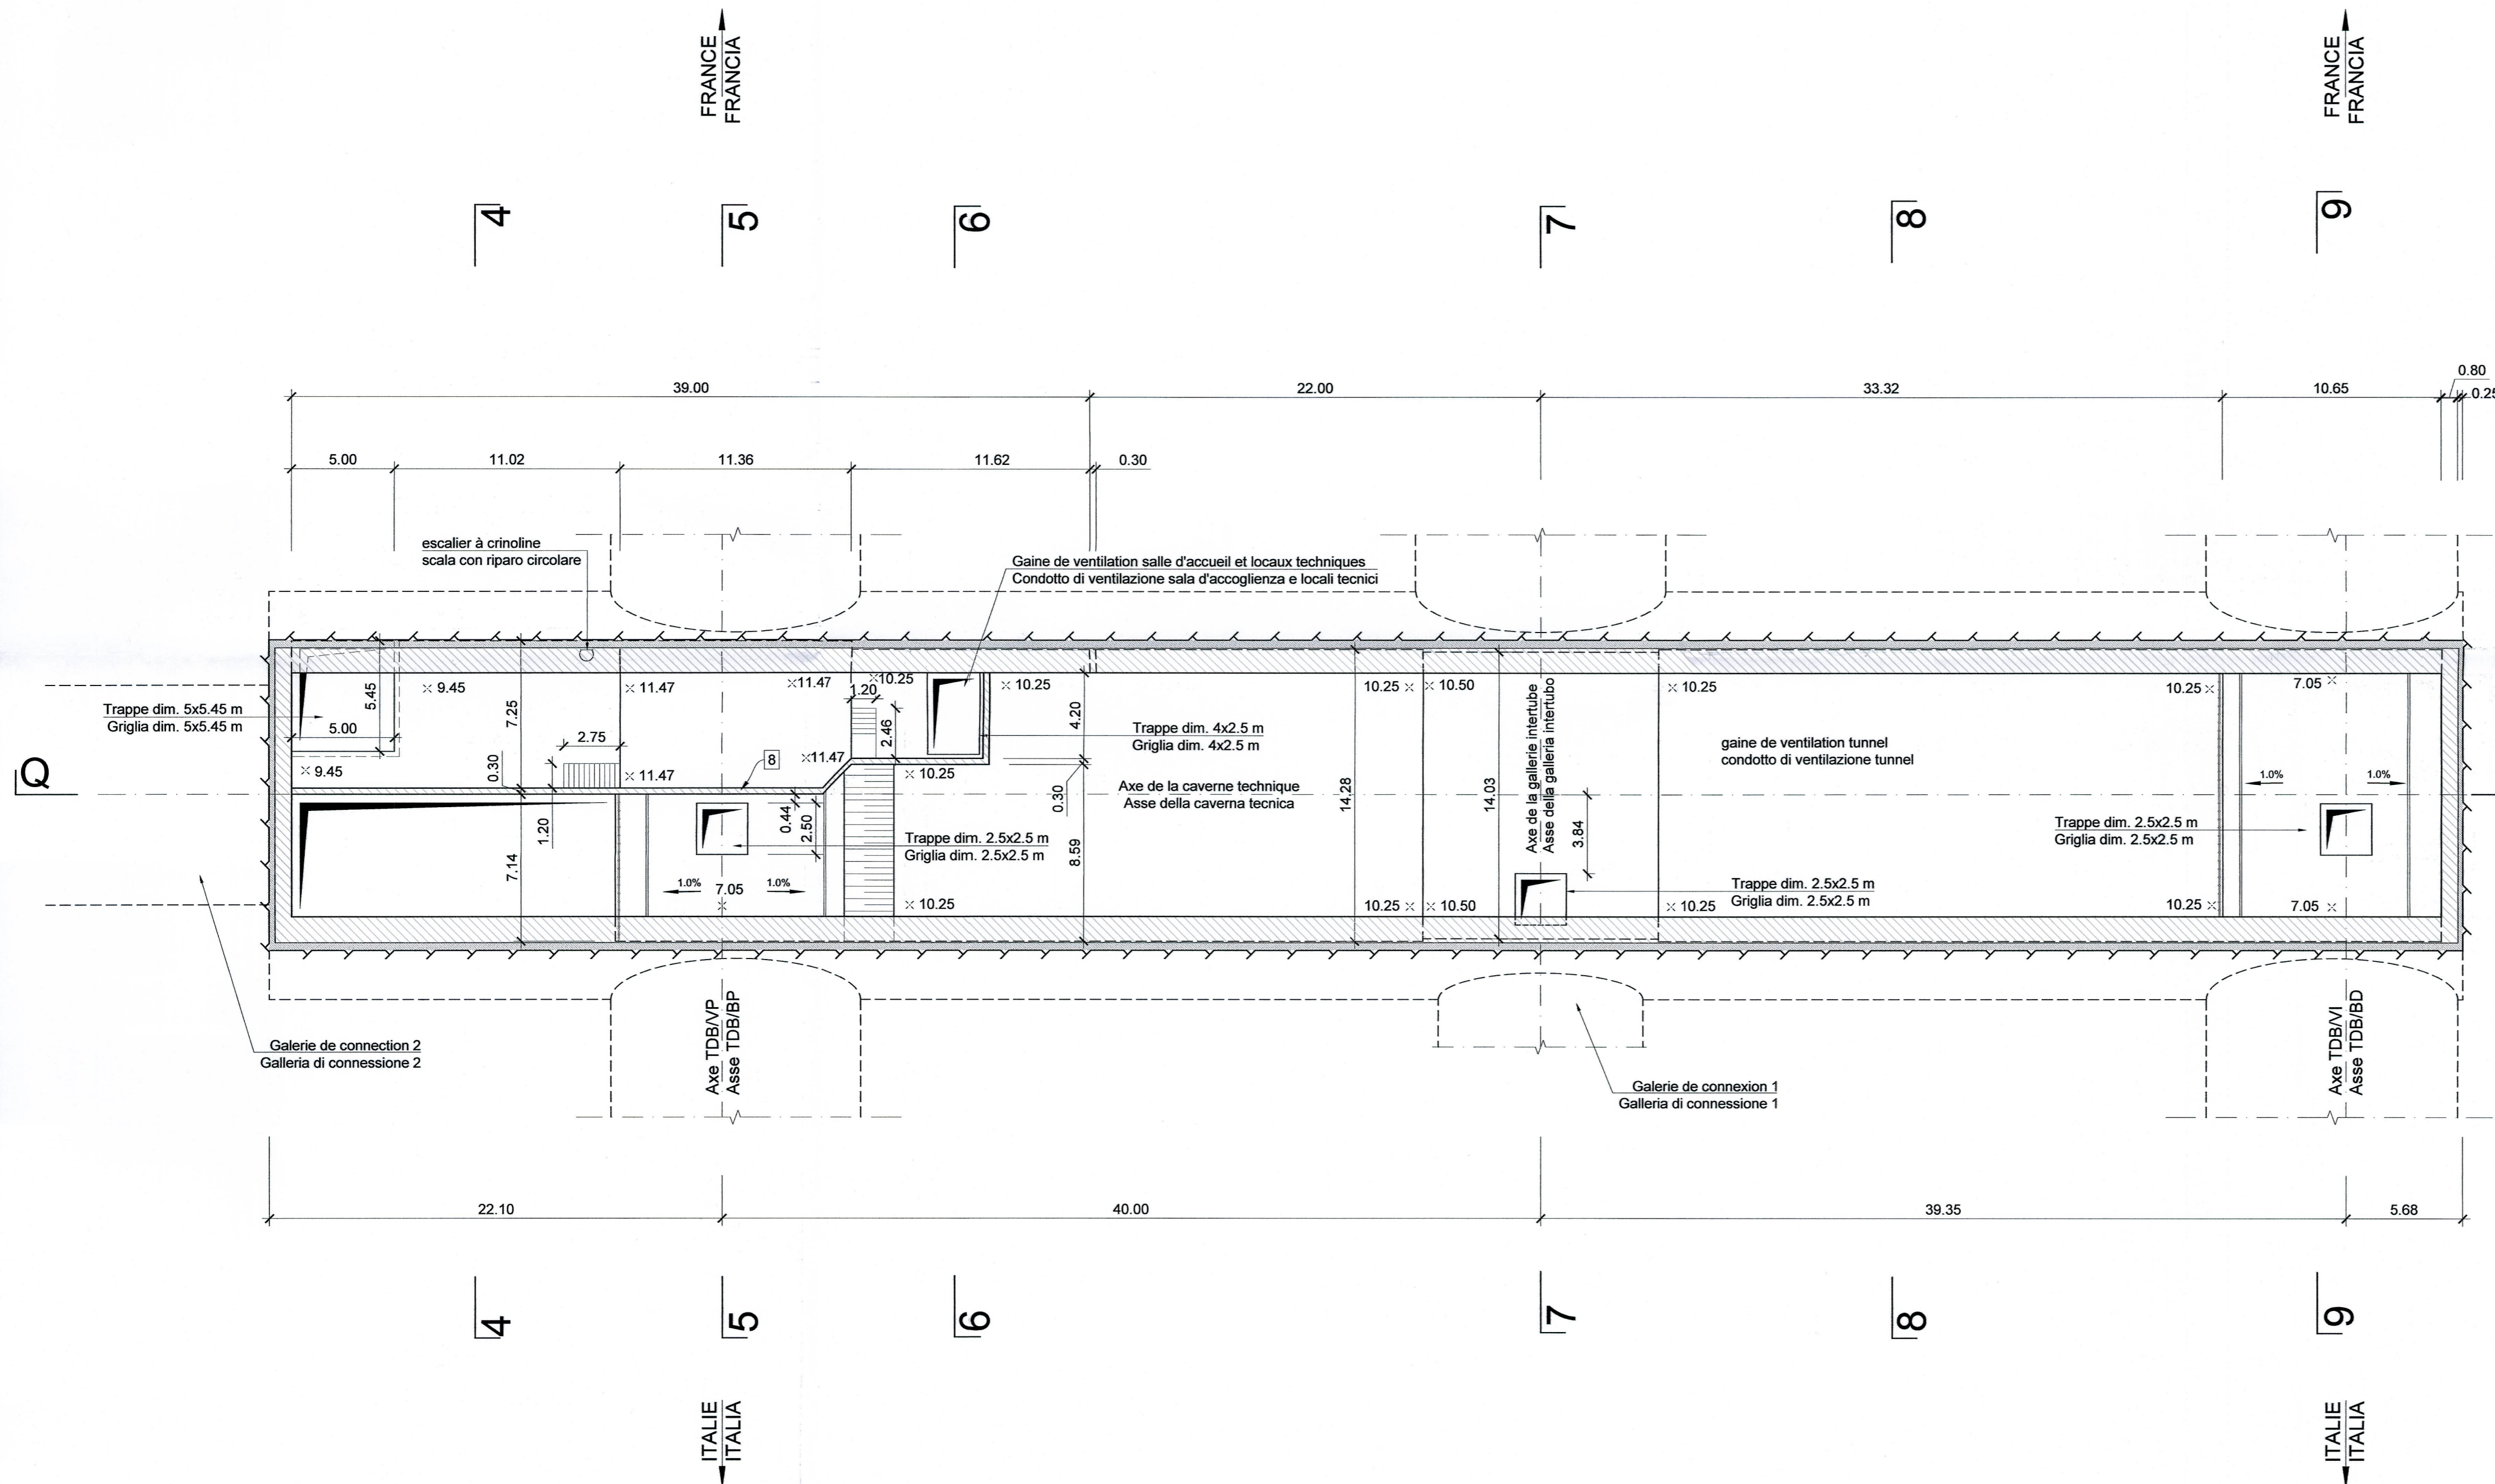 FRANCE
FRANCIA
FRANCE
FRANCIA
4
5
6
7
8
9
0.80
39.00
22.00
33.32
10.65
0.25
5.00
11.02
11.36
11.62
0.30
escalier à crinoline
scala con riparo circolare
Gaine de ventilation salle d'accueil et locaux techniques
Condotto di ventilazione sala d'accoglienza e locali tecnici
Trappe dim. 5x5.45 m
Griglia dim. 5x5.45 m
5.00
5.45
9.45
9.45
7.25
0.30
2.75
1.20
7.14
11.47
11.47
11.47
11.47
8
10.25
1.20
2.46
10.25
10.25
4.20
0.30
8.59
Trappe dim. 4x2.5 m
Griglia dim. 4x2.5 m
Axe de la caverne technique
Asse della caverna tecnica
0.44
2.50
Trappe dim. 2.5x2.5 m
Griglia dim. 2.5x2.5 m
1.0%
7.05
1.0%
10.25
14.28
10.25
10.50
10.25
10.50
14.03
Axe de la gallerie intertube
Asse della galleria intertubo
3.84
10.25
10.25
gaine de ventilation tunnel
condotto di ventilazione tunnel
Trappe dim. 2.5x2.5 m
Griglia dim. 2.5x2.5 m
10.25
10.25
7.05
1.0%
1.0%
Trappe dim. 2.5x2.5 m
Griglia dim. 2.5x2.5 m
7.05
Q
Galerie de connection 2
Galleria di connessione 2
Axe TDB/VP
Asse TDB/BP
Galerie de connexion 1
Galleria di connessione 1
Axe TDB/VI
Asse TDB/BD
22.10
40.00
39.35
5.68
4
5
6
7
8
9
ITALIE
ITALIA
ITALIE
ITALIA